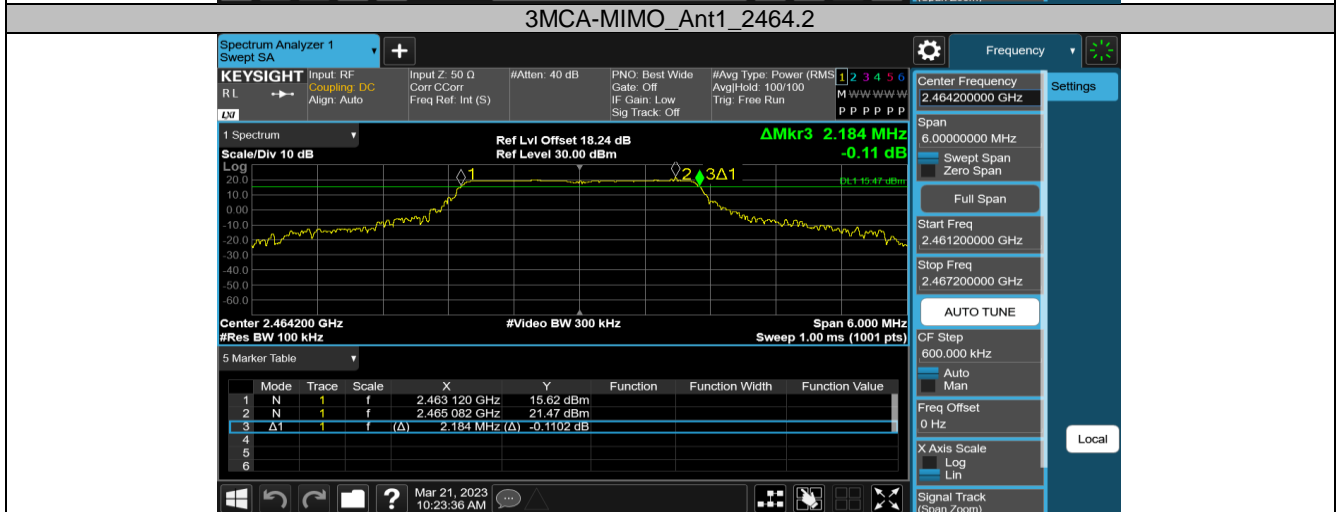 (Span Zoom)
3MCA-MIMO_Ant1_2464.2
Spectrum Analyzer 1
Swept SA
Frequency
KEYSIGHT
R L
LXI
Input: RF
Coupling: DC
Align: Auto
Input Z: 50 Ω
Corr CCorr
Freq Ref: Int (S)
#Atten: 40 dB
PNO: Best Wide
Gate: Off
IF Gain: Low
Sig Track: Off
#Avg Type: Power (RMS
Avg|Hold: 100/100
Trig: Free Run
1 2 3 4 5 6
M W W W W W
P P P P P P
1 Spectrum
Scale/Div 10 dB
Ref Lvl Offset 18.24 dB
Ref Level 30.00 dBm
ΔMkr3 2.184 MHz
-0.11 dB
Log
20.0
10.0
0.00
-10.0
-20.0
-30.0
-40.0
-50.0
-60.0
1
2
3Δ1
DL1 15.47 dBm
Center 2.464200 GHz
#Res BW 100 kHz
#Video BW 300 kHz
Span 6.000 MHz
Sweep 1.00 ms (1001 pts)
5 Marker Table
Mode Trace Scale X Y Function Function Width Function Value
1 N 1 f 2.463 120 GHz 15.62 dBm
2 N 1 f 2.465 082 GHz 21.47 dBm
3 Δ1 1 f (Δ) 2.184 MHz (Δ) -0.1102 dB
4
5
6
Mar 21, 2023
10:23:36 AM
Center Frequency
2.464200000 GHz
Span
6.00000000 MHz
Swept Span
Zero Span
Full Span
Start Freq
2.461200000 GHz
Stop Freq
2.467200000 GHz
AUTO TUNE
CF Step
600.000 kHz
Auto
Man
Freq Offset
0 Hz
X Axis Scale
Log
Lin
Signal Track
(Span Zoom)
Settings
Local